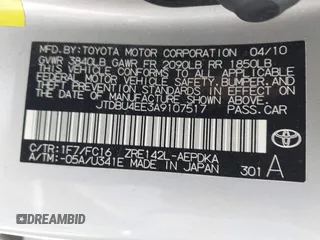 MFD. BY: TOYOTA MOTOR CORPORATION 04/10
GVWR 3840LB GAWR FR 2090LB RR 1850LB
THIS VEHICLE CONFORMS TO ALL APPLICABLE
FEDERAL MOTOR VEHICLE SAFETY, BUMPER, AND
THEFT PREVENTION STANDARDS IN EFFECT ON
THE DATE OF MANUFACTURE SHOWN ABOVE.
JTDBU4EE3A9107517 PASS.CAR
C/TR: 1F7/FC16 ZRE142L-AEPDKA
A/TM: -05A/U341E MADE IN JAPAN
301 A
TOYOTA
DREAMBID